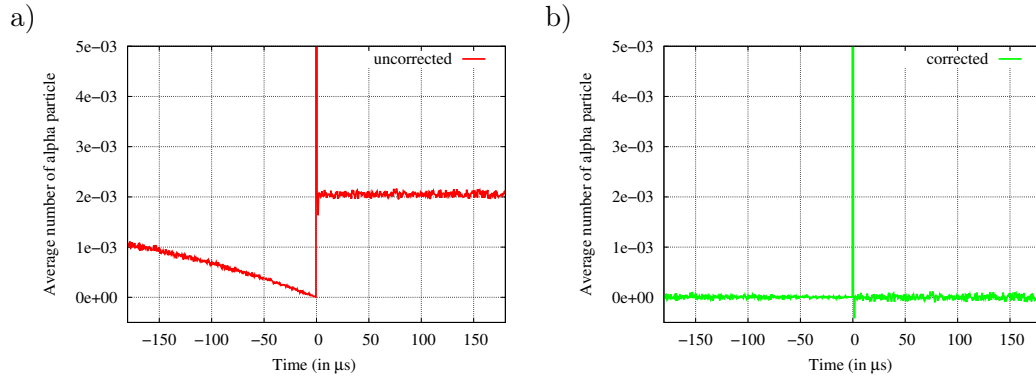 a)
5e−03
4e−03
3e−03
2e−03
1e−03
0e+00
Average number of alpha particle
uncorrected
−150 −100 −50 0 50 100 150
Time (in μs)
b)
5e−03
4e−03
3e−03
2e−03
1e−03
0e+00
Average number of alpha particle
corrected
−150 −100 −50 0 50 100 150
Time (in μs)